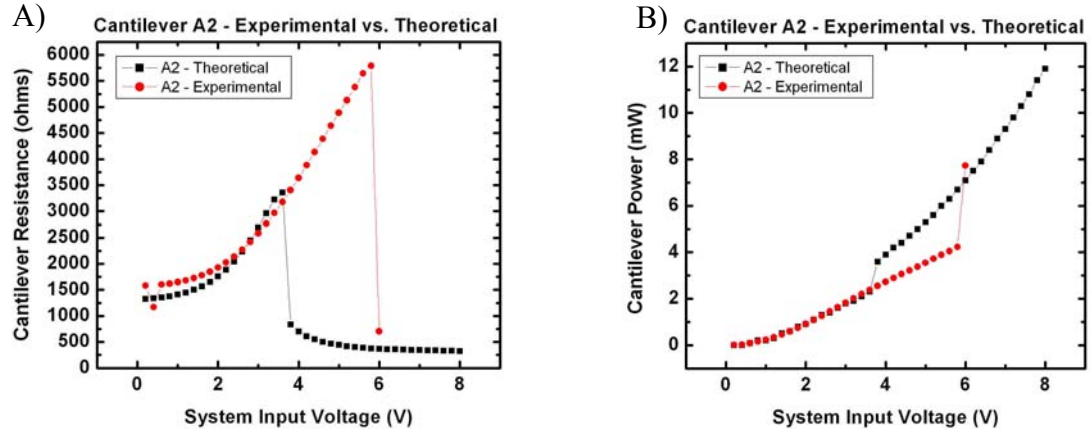 A)
Cantilever A2 - Experimental vs. Theoretical
6000
5500
5000
4500
4000
3500
3000
2500
2000
1500
1000
500
0
Cantilever Resistance (ohms)
A2 - Theoretical
A2 - Experimental
0 2 4 6 8
System Input Voltage (V)
B)
Cantilever A2 - Experimental vs. Theoretical
12
10
8
6
4
2
0
Cantilever Power (mW)
A2 - Theoretical
A2 - Experimental
0 2 4 6 8
System Input Voltage (V)